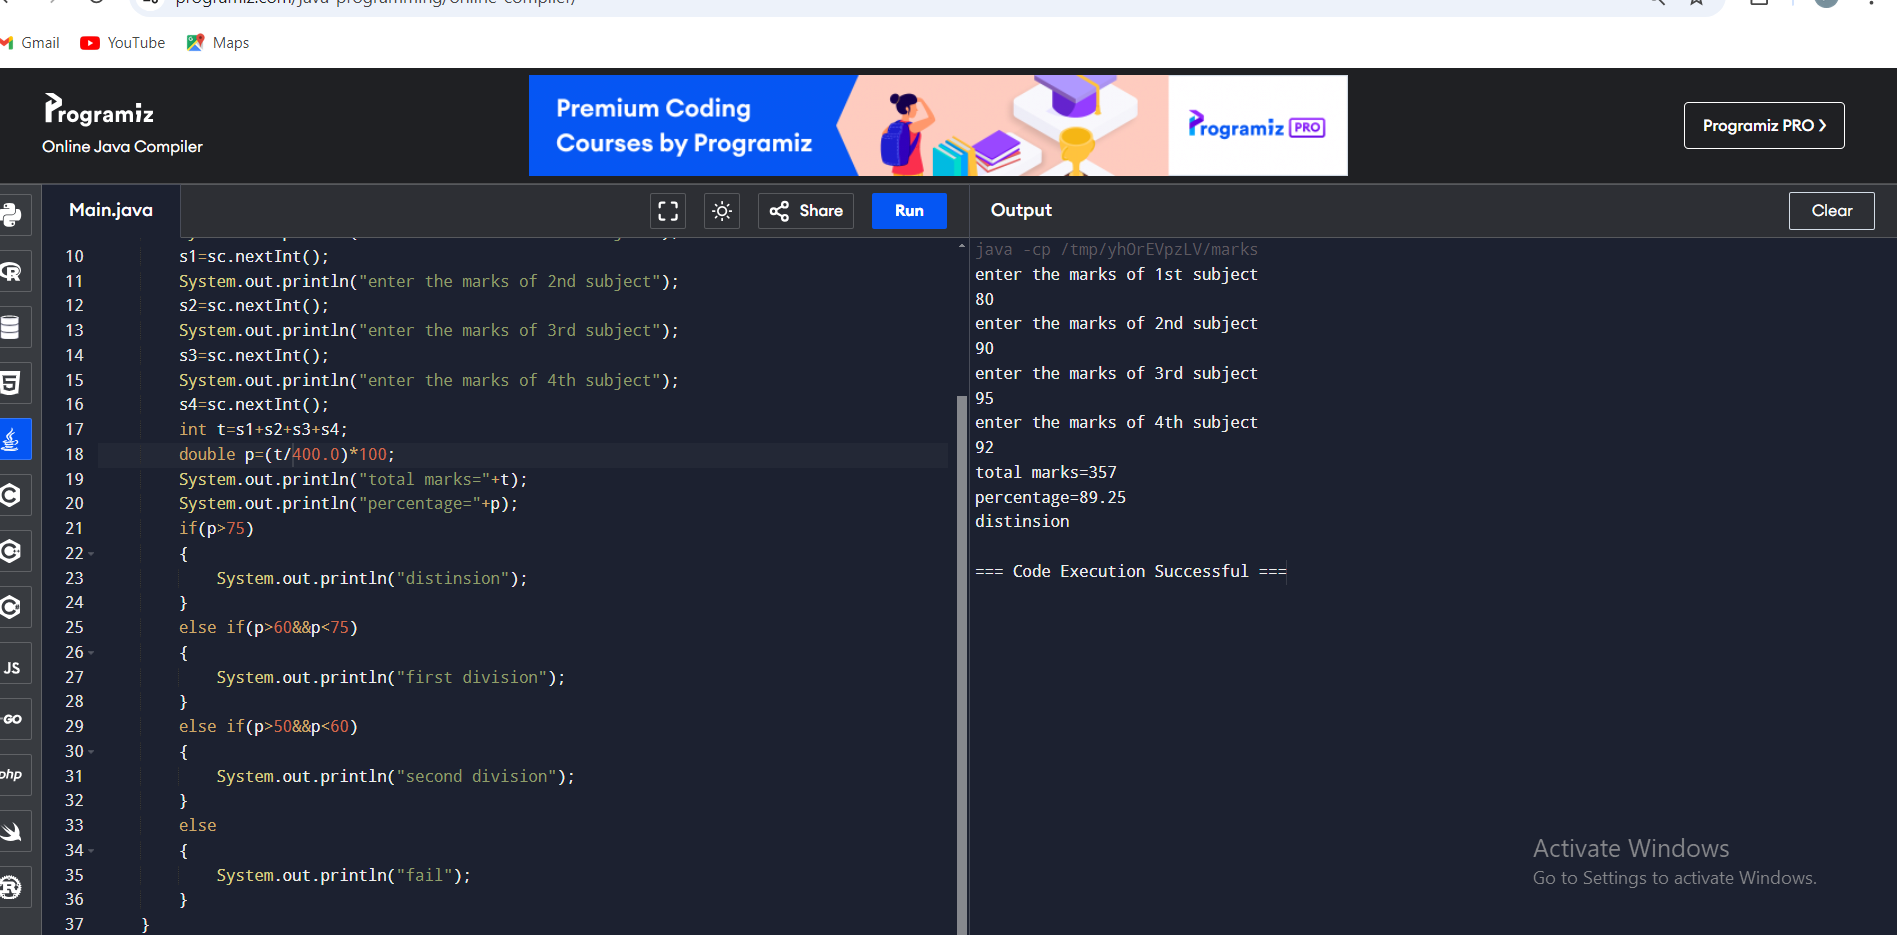 programiz.com/java-programming/online-compiler/
Gmail YouTube Maps
Programiz
Online Java Compiler
Premium Coding
Courses by Programiz
Programiz PRO
Programiz PRO ❯
Main.java
Share
Run
Output
Clear
10 s1=sc.nextInt();
11 System.out.println("enter the marks of 2nd subject");
12 s2=sc.nextInt();
13 System.out.println("enter the marks of 3rd subject");
14 s3=sc.nextInt();
15 System.out.println("enter the marks of 4th subject");
16 s4=sc.nextInt();
17 int t=s1+s2+s3+s4;
18 double p=(t/400.0)*100;
19 System.out.println("total marks="+t);
20 System.out.println("percentage="+p);
21 if(p>75)
22 {
23 System.out.println("distinsion");
24 }
25 else if(p>60&&p<75)
26 {
27 System.out.println("first division");
28 }
29 else if(p>50&&p<60)
30 {
31 System.out.println("second division");
32 }
33 else
34 {
35 System.out.println("fail");
36 }
37 }
java -cp /tmp/yhOrEVpzLV/marks
enter the marks of 1st subject
80
enter the marks of 2nd subject
90
enter the marks of 3rd subject
95
enter the marks of 4th subject
92
total marks=357
percentage=89.25
distinsion
=== Code Execution Successful ===
JS
GO
php
Activate Windows
Go to Settings to activate Windows.